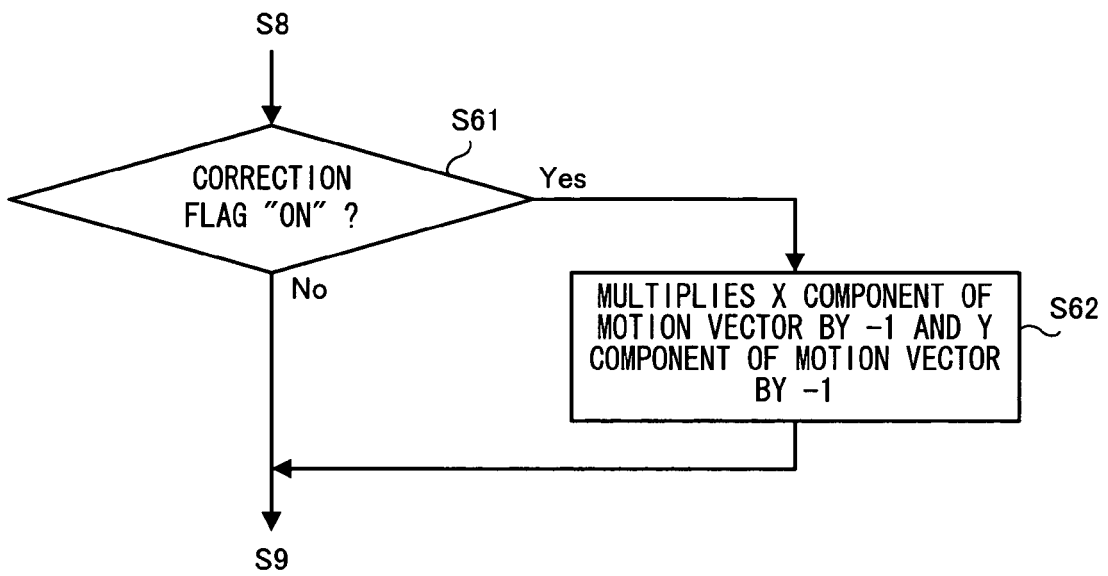 S8
S61
CORRECTION
FLAG "ON" ?
Yes
No
MULTIPLIES X COMPONENT OF
MOTION VECTOR BY -1 AND Y
COMPONENT OF MOTION VECTOR
BY -1
S62
S9